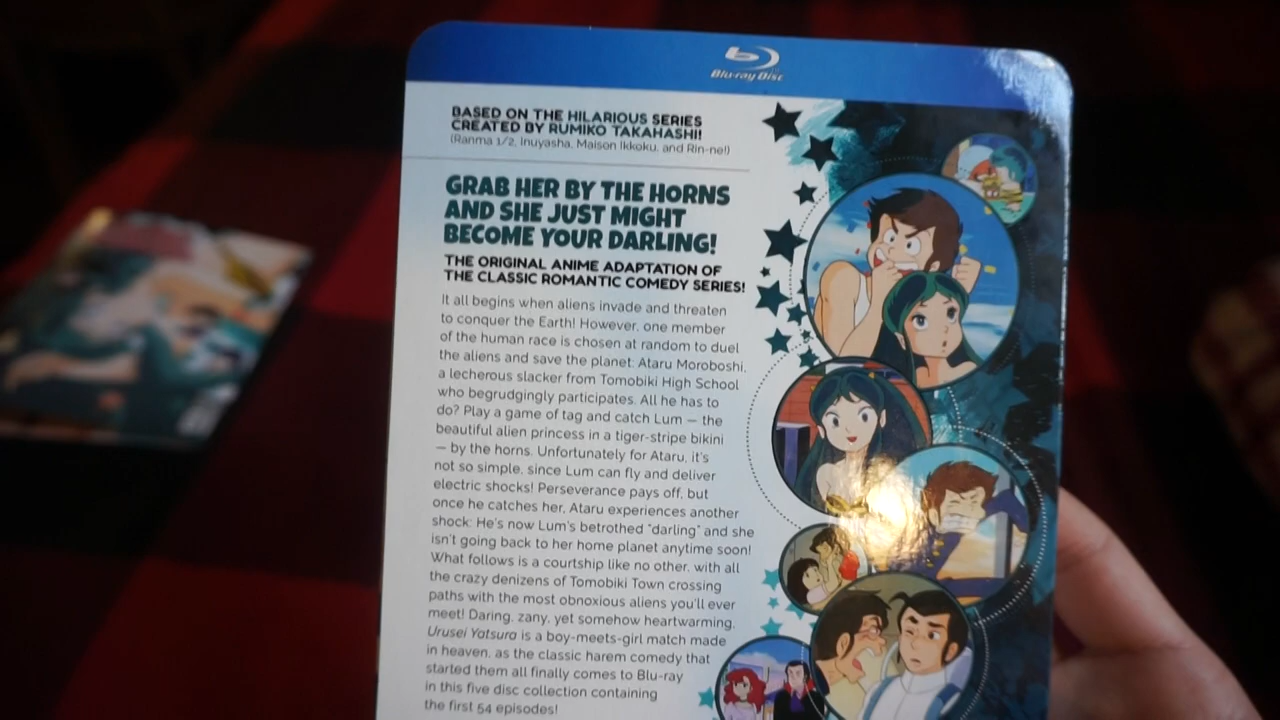 Blu-ray Disc
BASED ON THE HILARIOUS SERIES
CREATED BY RUMIKO TAKAHASHI!
(Ranma 1/2, Inuyasha, Maison Ikkoku, and Rin-ne!)
GRAB HER BY THE HORNS
AND SHE JUST MIGHT
BECOME YOUR DARLING!
THE ORIGINAL ANIME ADAPTATION OF
THE CLASSIC ROMANTIC COMEDY SERIES!
It all begins when aliens invade and threaten
to conquer the Earth! However, one member
of the human race is chosen at random to duel
the aliens and save the planet: Ataru Moroboshi,
a lecherous slacker from Tomobiki High School
who begrudgingly participates. All he has to
do? Play a game of tag and catch Lum — the
beautiful alien princess in a tiger-stripe bikini
— by the horns. Unfortunately for Ataru, it's
not so simple, since Lum can fly and deliver
electric shocks! Perseverance pays off, but
once he catches her, Ataru experiences another
shock: He's now Lum's betrothed "darling" and she
isn't going back to her home planet anytime soon!
What follows is a courtship like no other, with all
the crazy denizens of Tomobiki Town crossing
paths with the most obnoxious aliens you'll ever
meet! Daring, zany, yet somehow heartwarming,
Urusei Yatsura is a boy-meets-girl match made
in heaven, as the classic harem comedy that
started them all finally comes to Blu-ray
in this five disc collection containing
the first 54 episodes!